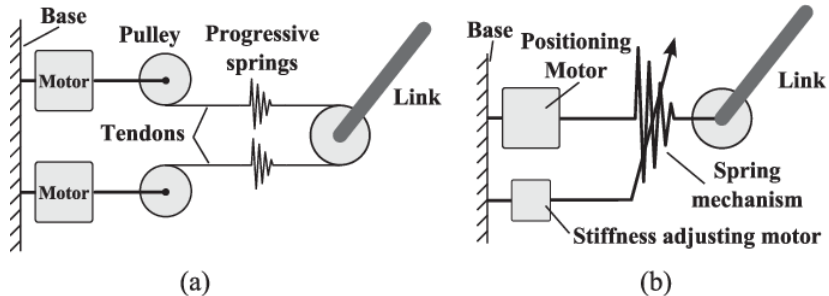 Base
Pulley
Progressive
springs
Motor
Link
Tendons
Motor
(a)
Base
Positioning
Motor
Link
Spring
mechanism
Stiffness adjusting motor
(b)